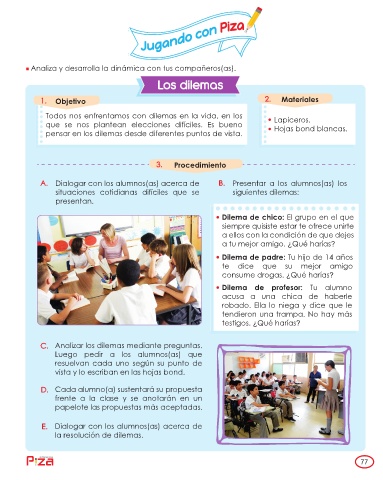 Jugando con Piza
Analiza y desarrolla la dinámica con tus compañeros(as).
Los dilemas
1. Objetivo
Todos nos enfrentamos con dilemas en la vida, en los
que se nos plantean elecciones difíciles. Es bueno
pensar en los dilemas desde diferentes puntos de vista.
2. Materiales
• Lapiceros.
• Hojas bond blancas.
3. Procedimiento
A. Dialogar con los alumnos(as) acerca de
situaciones cotidianas difíciles que se
presentan.
B. Presentar a los alumnos(as) los
siguientes dilemas:
• Dilema de chico: El grupo en el que
siempre quisiste estar te ofrece unirte
a ellos con la condición de que dejes
a tu mejor amigo. ¿Qué harías?
• Dilema de padre: Tu hijo de 14 años
te dice que su mejor amigo
consume drogas. ¿Qué harías?
• Dilema de profesor: Tu alumno
acusa a una chica de haberle
robado. Ella lo niega y dice que le
tendieron una trampa. No hay más
testigos. ¿Qué harías?
C. Analizar los dilemas mediante preguntas.
Luego pedir a los alumnos(as) que
resuelvan cada uno según su punto de
vista y lo escriban en las hojas bond.
D. Cada alumno(a) sustentará su propuesta
frente a la clase y se anotarán en un
papelote las propuestas más aceptadas.
E. Dialogar con los alumnos(as) acerca de
la resolución de dilemas.
Piza
77